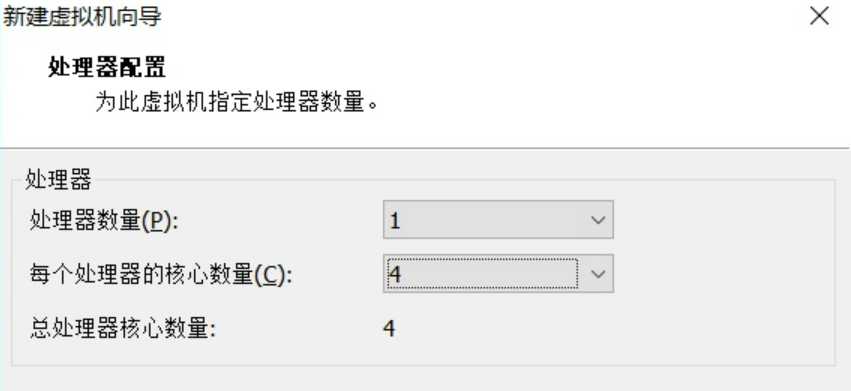 新建虚拟机向导
处理器配置
为此虚拟机指定处理器数量。
处理器
处理器数量(P): 1
每个处理器的核心数量(C): 4
总处理器核心数量: 4